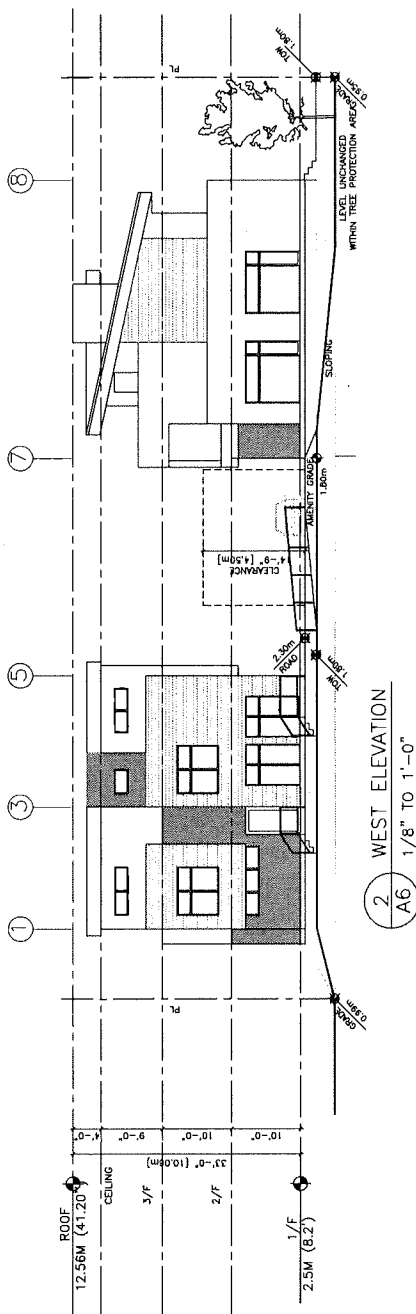 1
3
5
7
8
PL
PL
ROOF
12.56M (41.20')
CEILING
3/F
2/F
1/F
2.5M (8.2')
4'-0"
9'-0"
10'-0"
10'-0"
33'-0" [10.06m]
GRADE
0.99m
2.30m
ROAD
TOW
1.80m
CLEARANCE
14'-9" [4.50m]
AMENITY GRADE
1.80m
SLOPING
LEVEL UNCHANGED
WITHIN TREE PROTECTION AREAS
TOW
1.80m
GRADE
0.95m
2
A6
WEST ELEVATION
1/8" TO 1'-0"